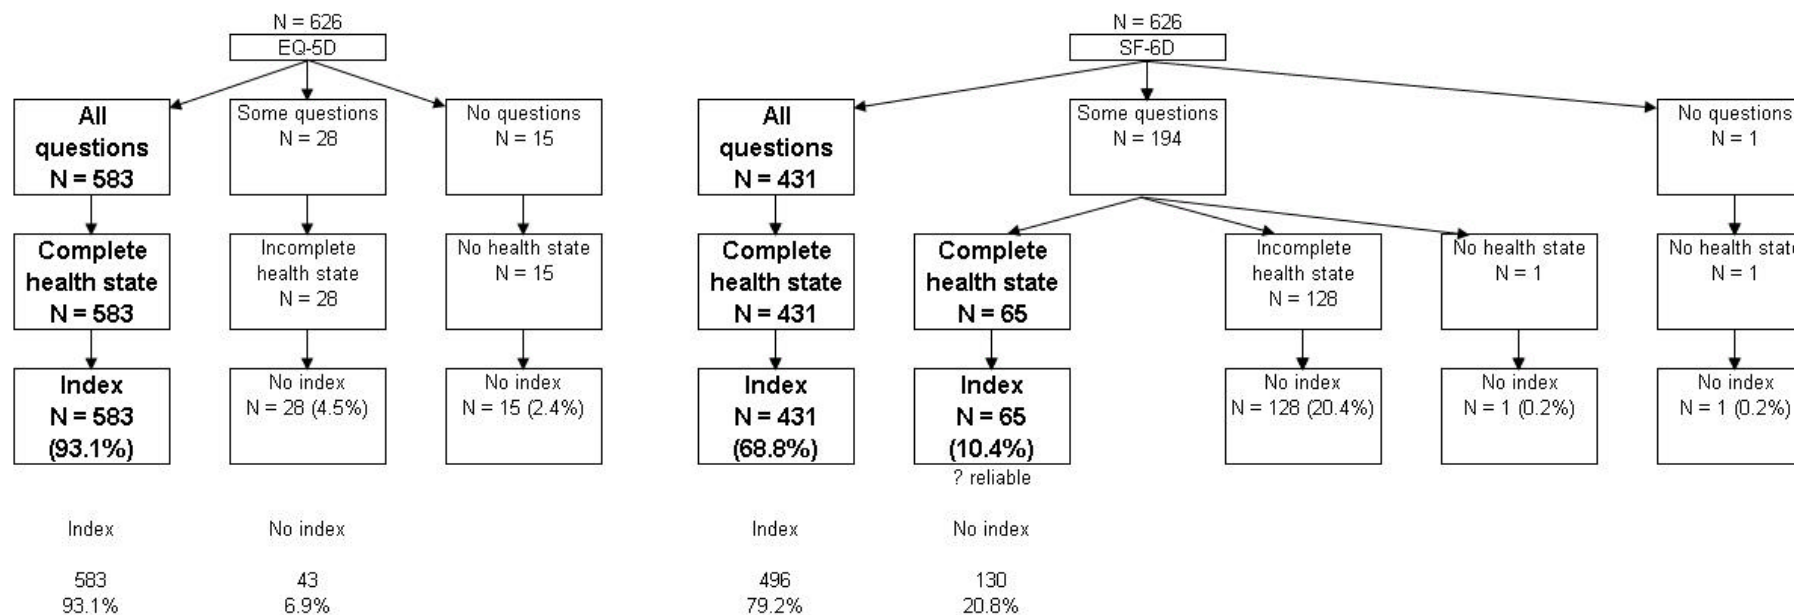 N = 626
EQ-5D
All
questions
N = 583
Some questions
N = 28
No questions
N = 15
Complete
health state
N = 583
Incomplete
health state
N = 28
No health state
N = 15
Index
N = 583
(93.1%)
No index
N = 28 (4.5%)
No index
N = 15 (2.4%)
Index
No index
583
93.1%
43
6.9%
N = 626
SF-6D
All
questions
N = 431
Some questions
N = 194
No questions
N = 1
Complete
health state
N = 431
Complete
health state
N = 65
Incomplete
health state
N = 128
No health state
N = 1
No health stat
N = 1
Index
N = 431
(68.8%)
Index
N = 65
(10.4%)
? reliable
No index
N = 128 (20.4%)
No index
N = 1 (0.2%)
No index
N = 1 (0.2%)
Index
No index
496
79.2%
130
20.8%